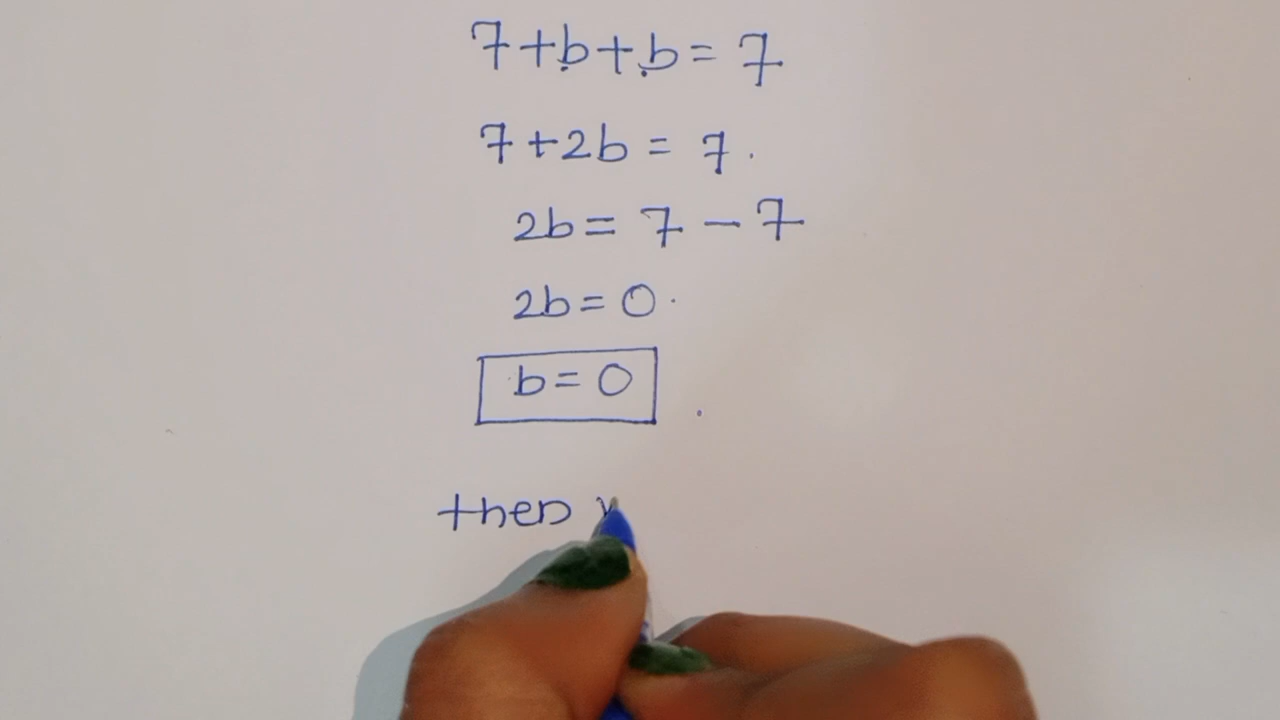 7+b+b= 7
7+2b = 7.
2b= 7 - 7
2b= 0.
b= 0
then